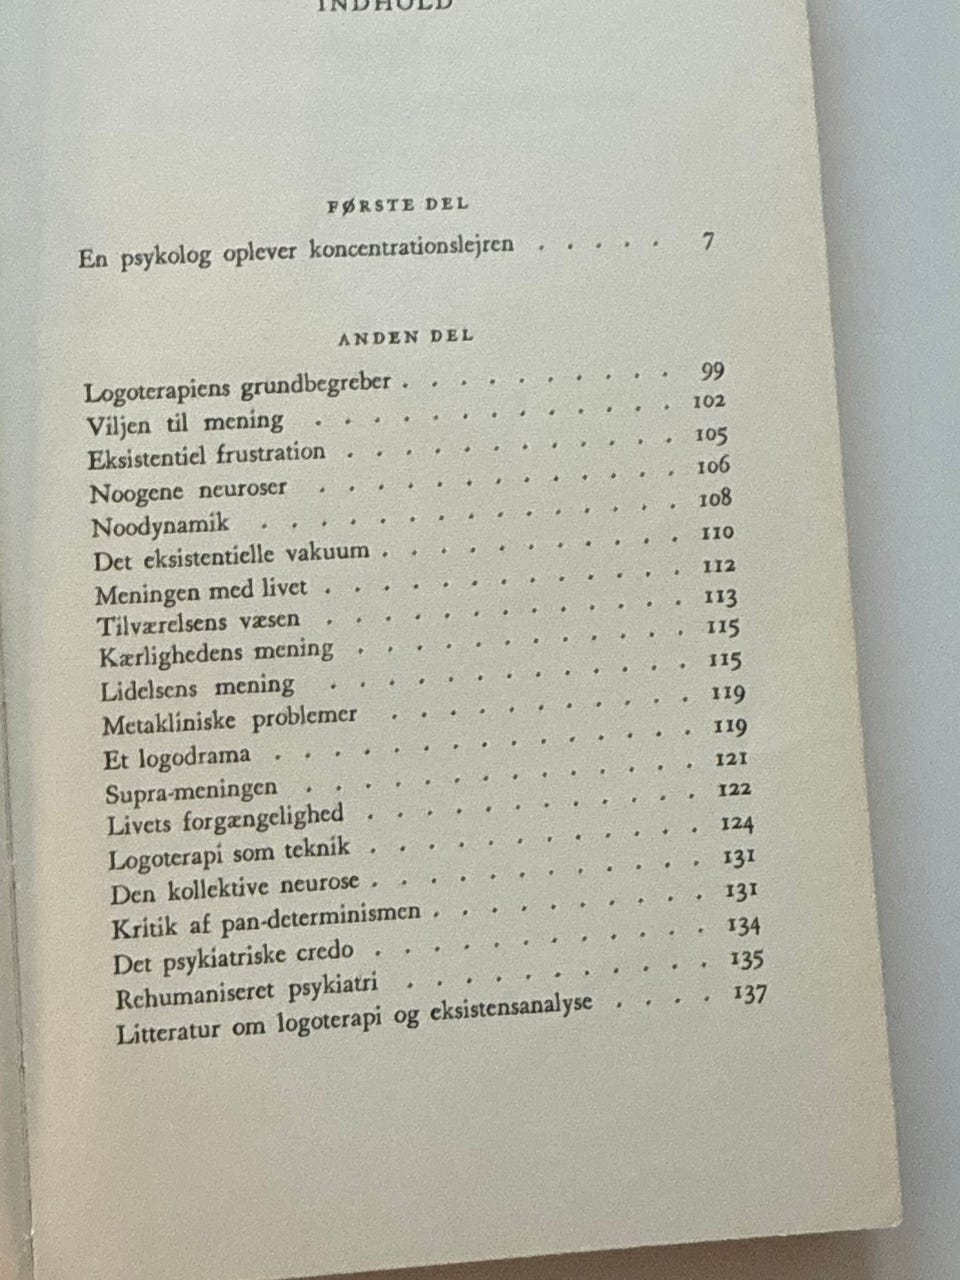 INDHOLD
FØRSTE DEL
En psykolog oplever koncentrationslejren . . . . . 7
ANDEN DEL
Logoterapiens grundbegreber . . . . . . . . . . 99
Viljen til mening . . . . . . . . . . . . . 102
Eksistentiel frustration . . . . . . . . . . . . 105
Noogene neuroser . . . . . . . . . . . . . 106
Noodynamik . . . . . . . . . . . . . . . 108
Det eksistentielle vakuum . . . . . . . . . . . 110
Meningen med livet . . . . . . . . . . . . . 112
Tilværelsens væsen . . . . . . . . . . . . . 113
Kærlighedens mening . . . . . . . . . . . . 115
Lidelsens mening . . . . . . . . . . . . . 115
Metakliniske problemer . . . . . . . . . . . 119
Et logodrama . . . . . . . . . . . . . . . 119
Supra-meningen . . . . . . . . . . . . . . 121
Livets forgængelighed . . . . . . . . . . . . 122
Logoterapi som teknik . . . . . . . . . . . . 124
Den kollektive neurose . . . . . . . . . . . . 131
Kritik af pan-determinismen . . . . . . . . . . 131
Det psykiatriske credo . . . . . . . . . . . . 134
Rehumaniseret psykiatri . . . . . . . . . . . 135
Litteratur om logoterapi og eksistensanalyse . . . . 137